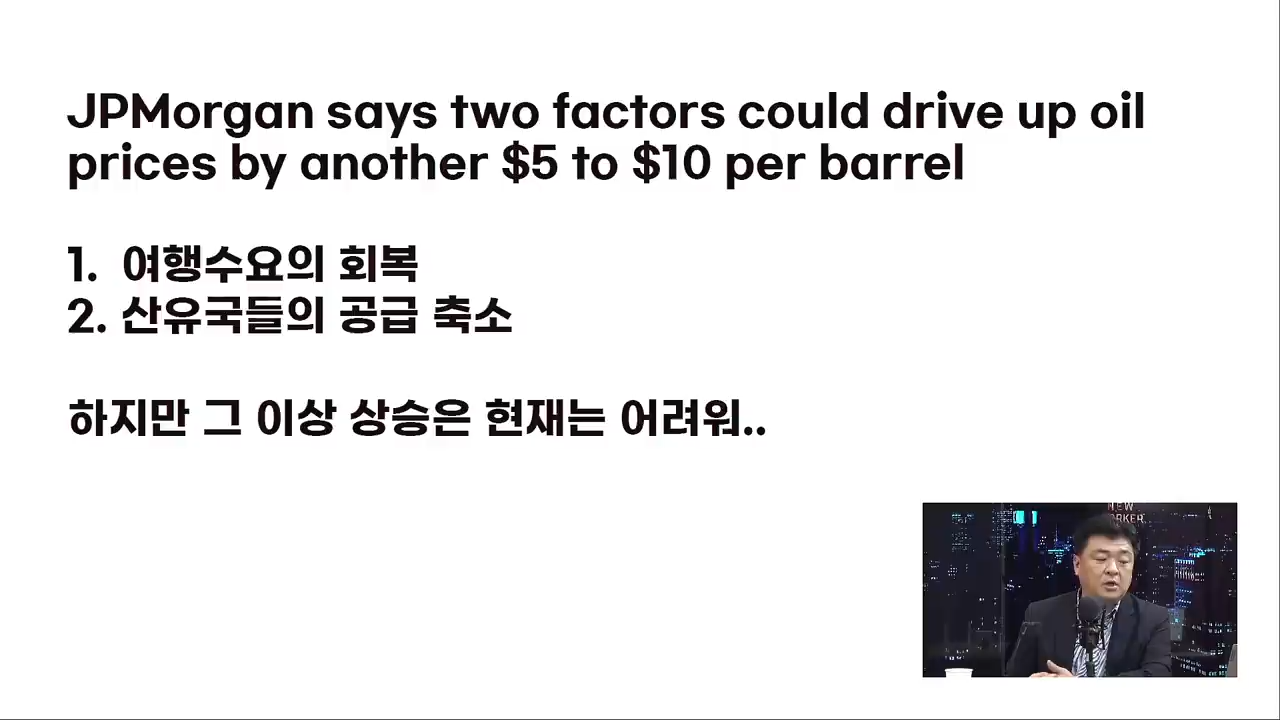 JPMorgan says two factors could drive up oil
prices by another $5 to $10 per barrel
1. 여행수요의 회복
2. 산유국들의 공급 축소
하지만 그 이상 상승은 현재는 어려워..
NEW